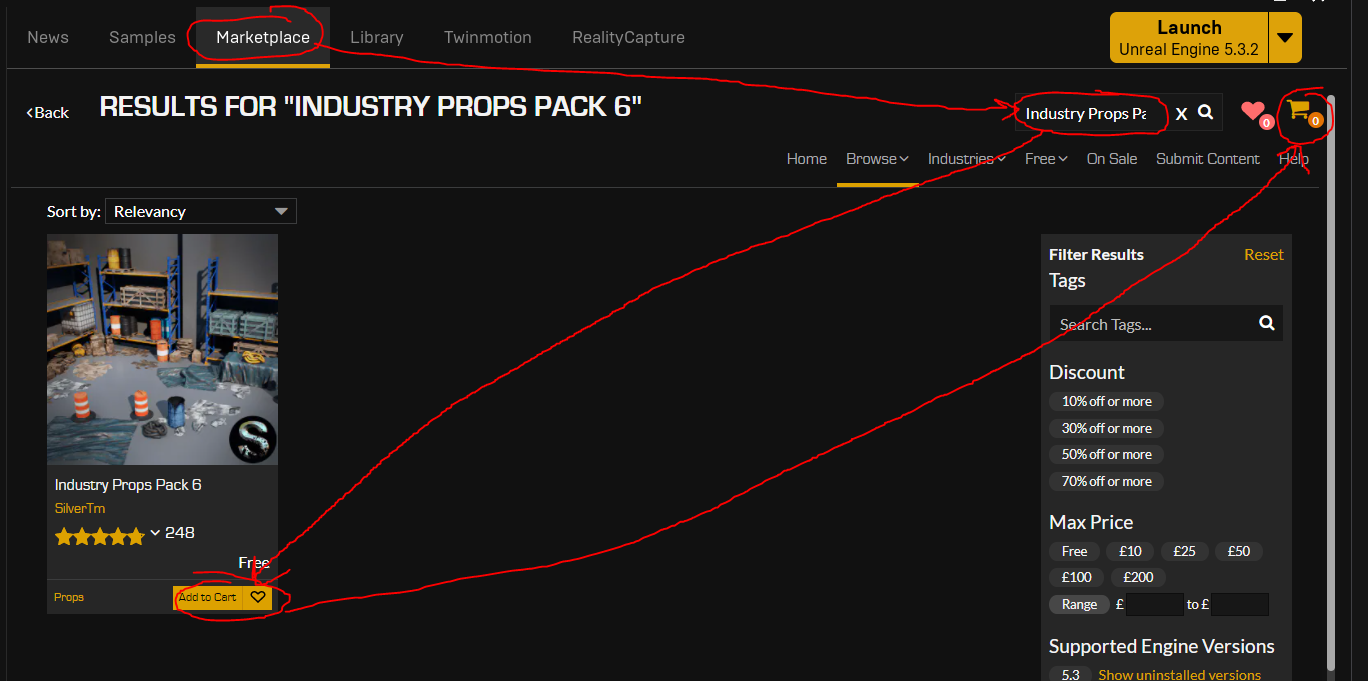 News Samples Marketplace Library Twinmotion RealityCapture
Launch
Unreal Engine 5.3.2
Back
RESULTS FOR "INDUSTRY PROPS PACK 6"
Industry Props Pa X
0
0
Home Browse Industries Free On Sale Submit Content Help
Sort by: Relevancy
Industry Props Pack 6
SilverTm
248
Free
Props Add to Cart
Filter Results Reset
Tags
Search Tags...
Discount
10% off or more
30% off or more
50% off or more
70% off or more
Max Price
Free £10 £25 £50
£100 £200
Range £ to £
Supported Engine Versions
5.3 Show uninstalled versions